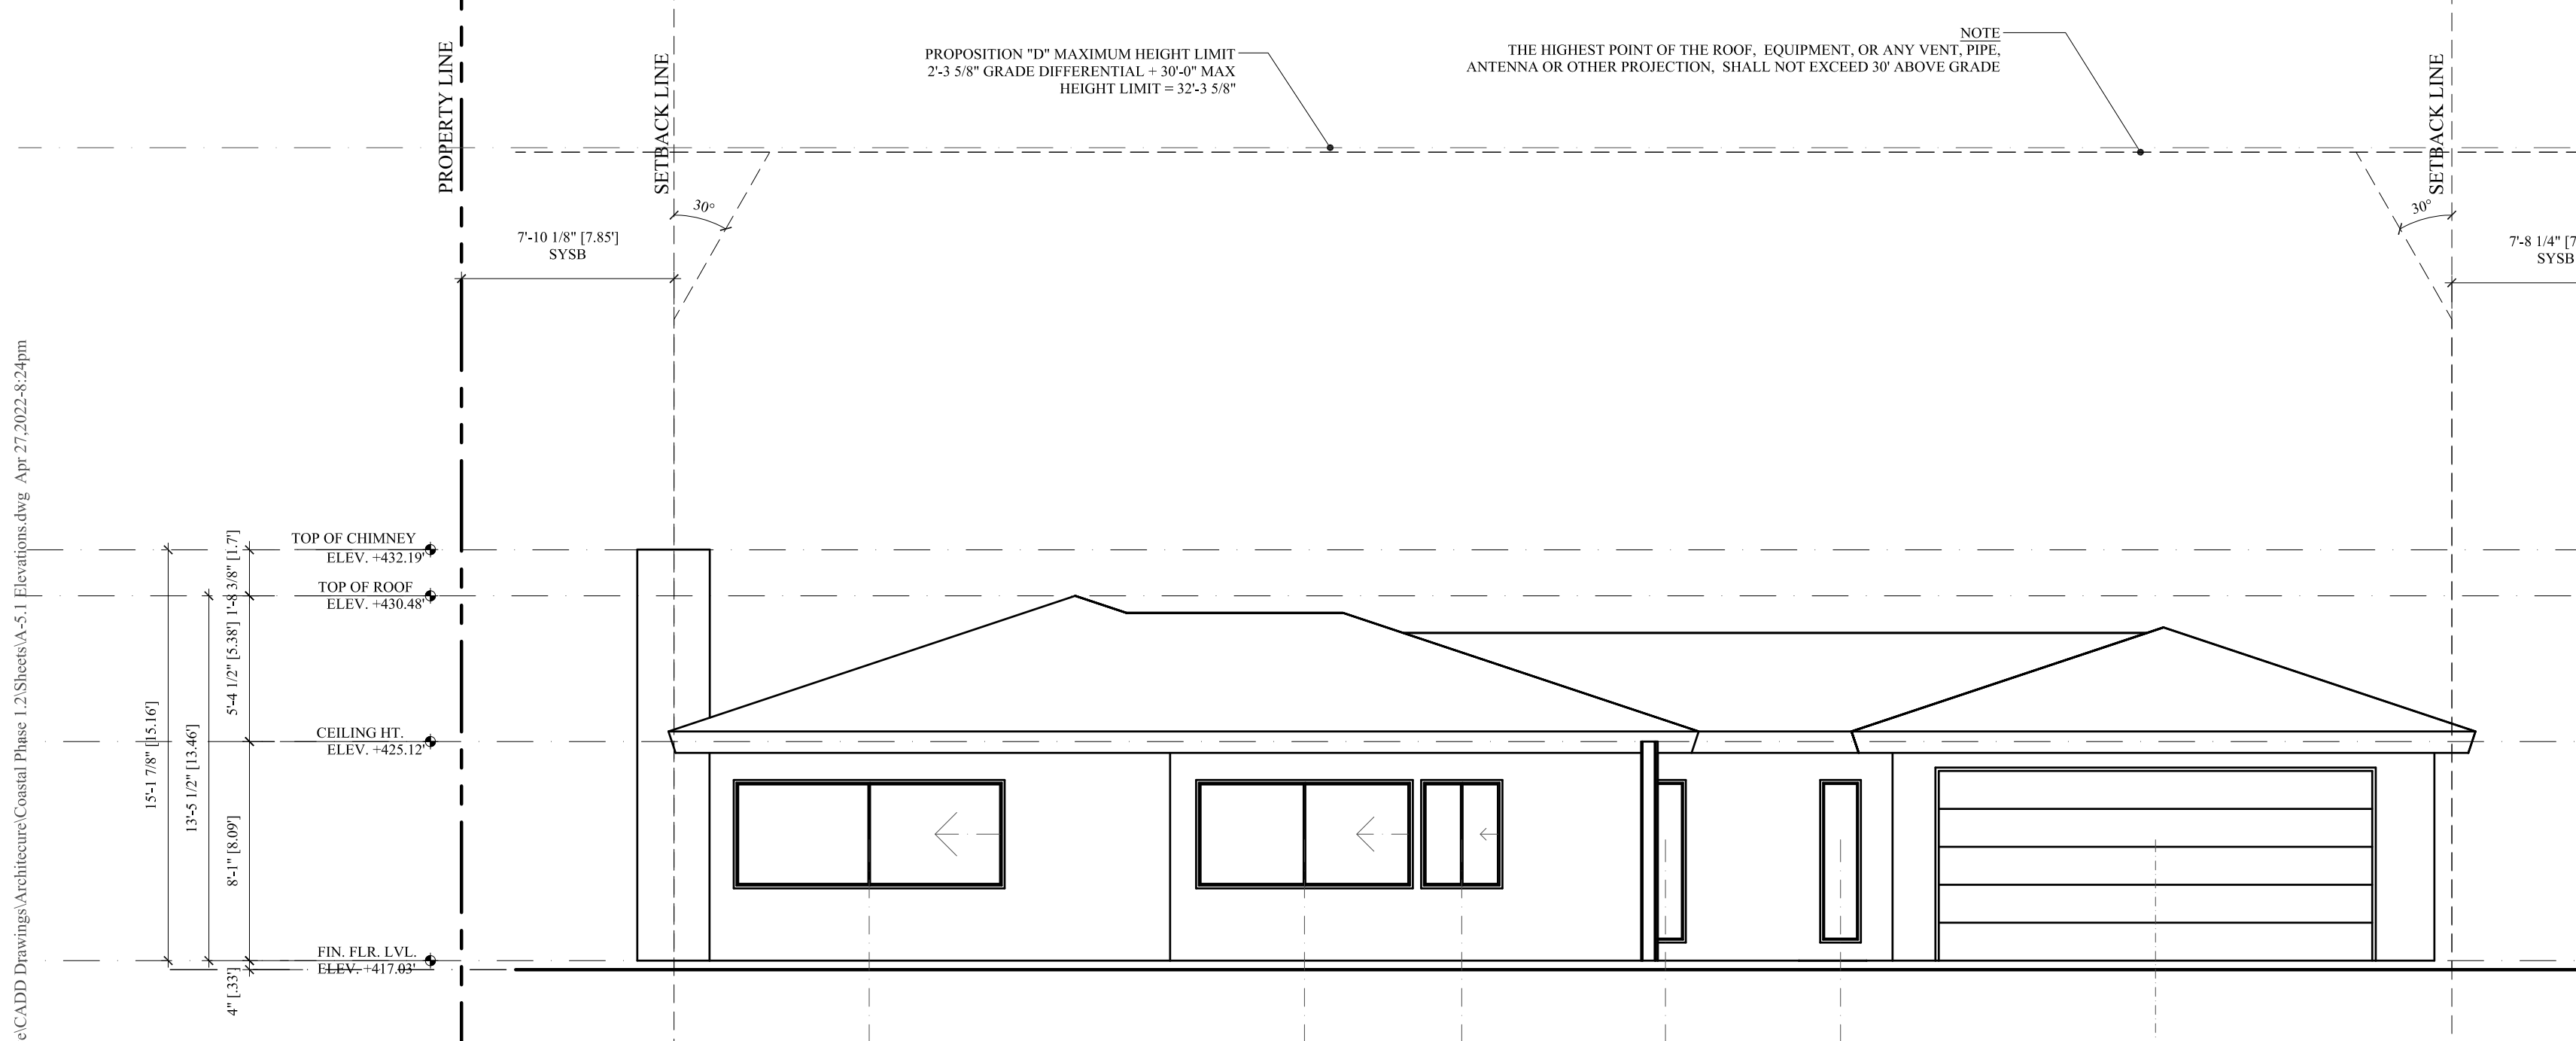 PROPERTY LINE
SETBACK LINE
PROPOSITION "D" MAXIMUM HEIGHT LIMIT
2'-3 5/8" GRADE DIFFERENTIAL + 30'-0" MAX
HEIGHT LIMIT = 32'-3 5/8"
NOTE
THE HIGHEST POINT OF THE ROOF, EQUIPMENT, OR ANY VENT, PIPE,
ANTENNA OR OTHER PROJECTION, SHALL NOT EXCEED 30' ABOVE GRADE
SETBACK LINE
30°
30°
7'-10 1/8" [7.85']
SYSB
7'-8 1/4" [7
SYSB
e\CADD Drawings\Architecure\Coastal Phase 1.2\Sheets\A-5.1 Elevations.dwg Apr 27,2022-8:24pm
TOP OF CHIMNEY
ELEV. +432.19'
TOP OF ROOF
ELEV. +430.48'
CEILING HT.
ELEV. +425.12'
FIN. FLR. LVL.
ELEV. +417.03'
15'-1 7/8" [15.16']
13'-5 1/2" [13.46']
1'-8 3/8" [1.7']
5'-4 1/2" [5.38']
8'-1" [8.09']
4" [.33']